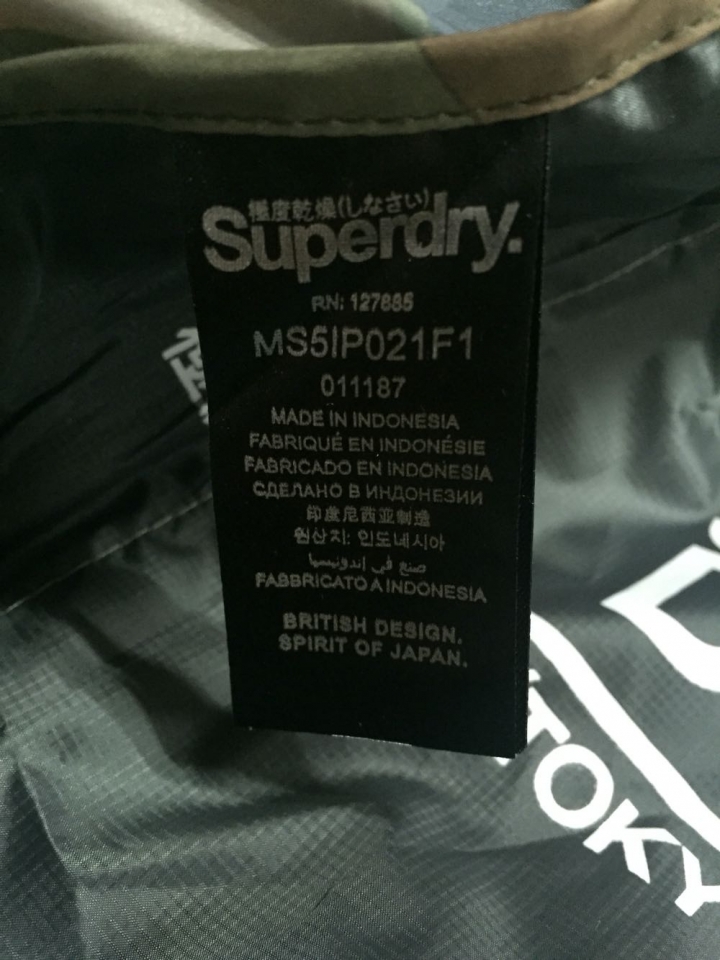 極度乾燥(しなさい)
Superdry.
RN: 127885
MS5IP021F1
011187
MADE IN INDONESIA
FABRIQUÉ EN INDONÉSIE
FABRICADO EN INDONESIA
СДЕЛАНО В ИНДОНЕЗИИ
印度尼西亚制造
원산지: 인도네시아
صنع في إندونيسيا
FABBRICATO A INDONESIA
BRITISH DESIGN.
SPIRIT OF JAPAN.
TOKY